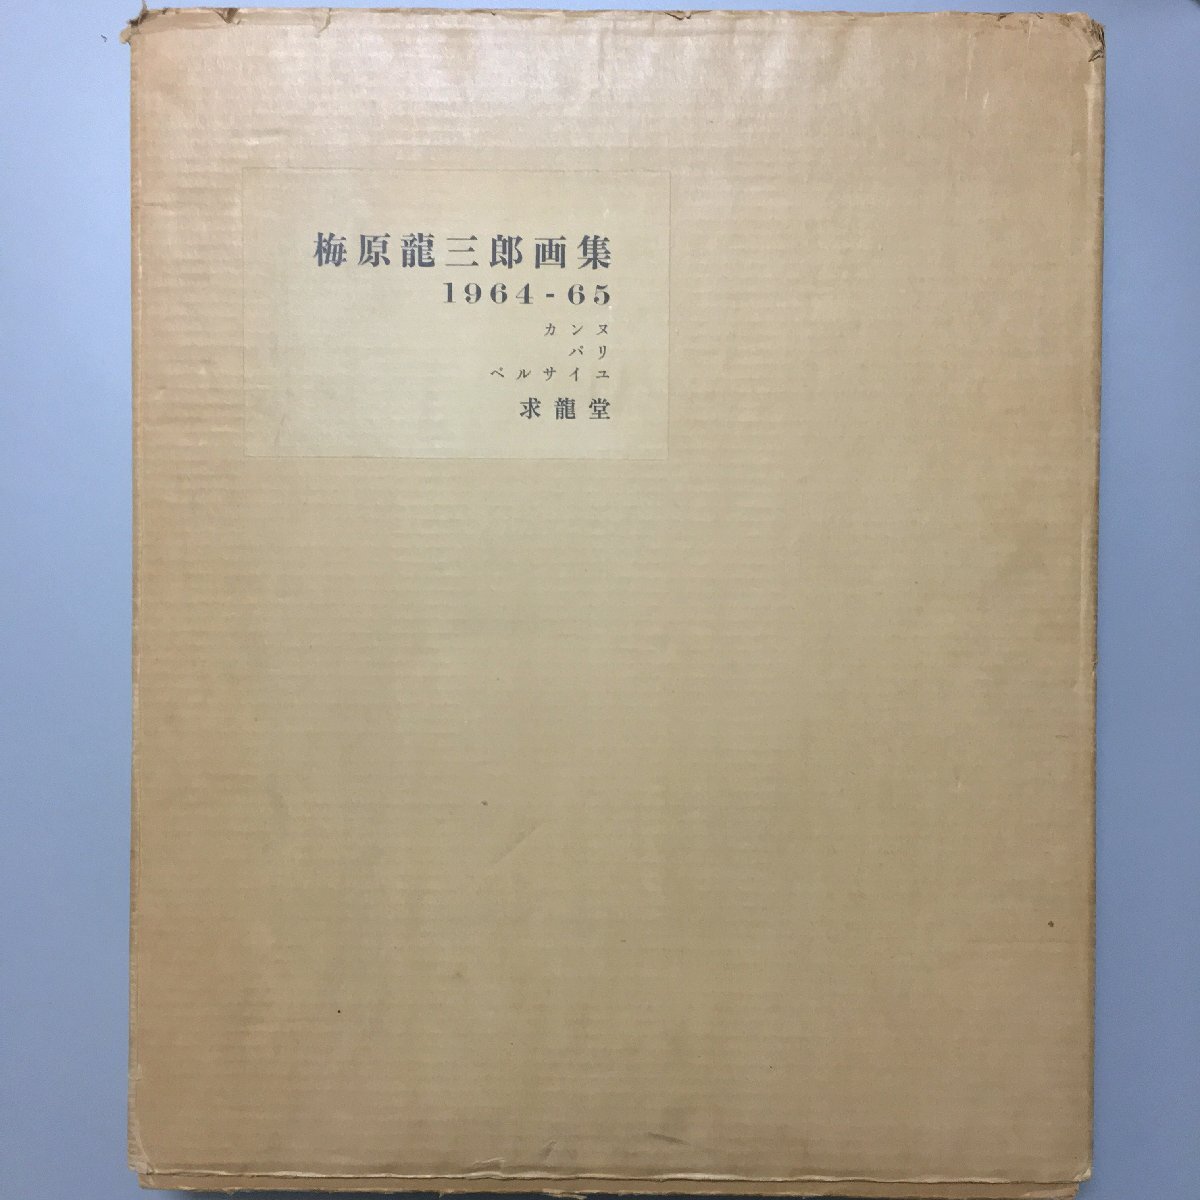 梅原龍三郎画集
1964-65
カンヌ
パリ
ベルサイユ
求龍堂